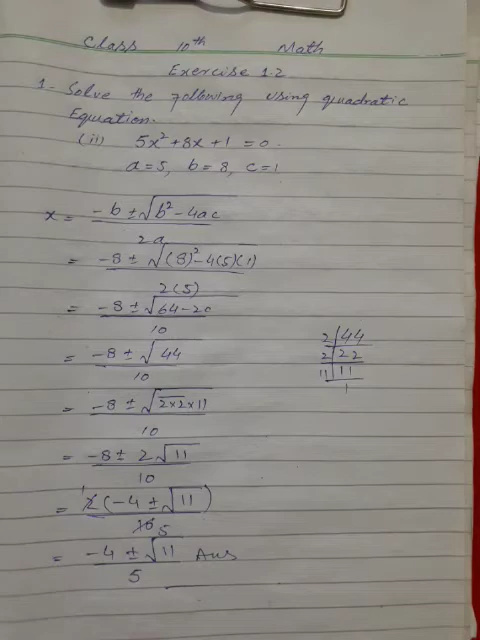 Class 10th Math
Exercise 1.2
1- Solve the following using quadratic
Equation.
(ii) 5x²+8x+1=0.
a=5, b=8, c=1
x = -b ±√b²-4ac
2a
= -8 ± √(8)²-4(5)(1)
2(5)
= -8 ± √64-20
10
= -8 ± √44
10
2 44
2 22
11 11
1
= -8 ± √2×2×11
10
= -8 ± 2√11
10
= 2 1 (-4 ± √11)
10 5
= -4 ± √11 Ans
5